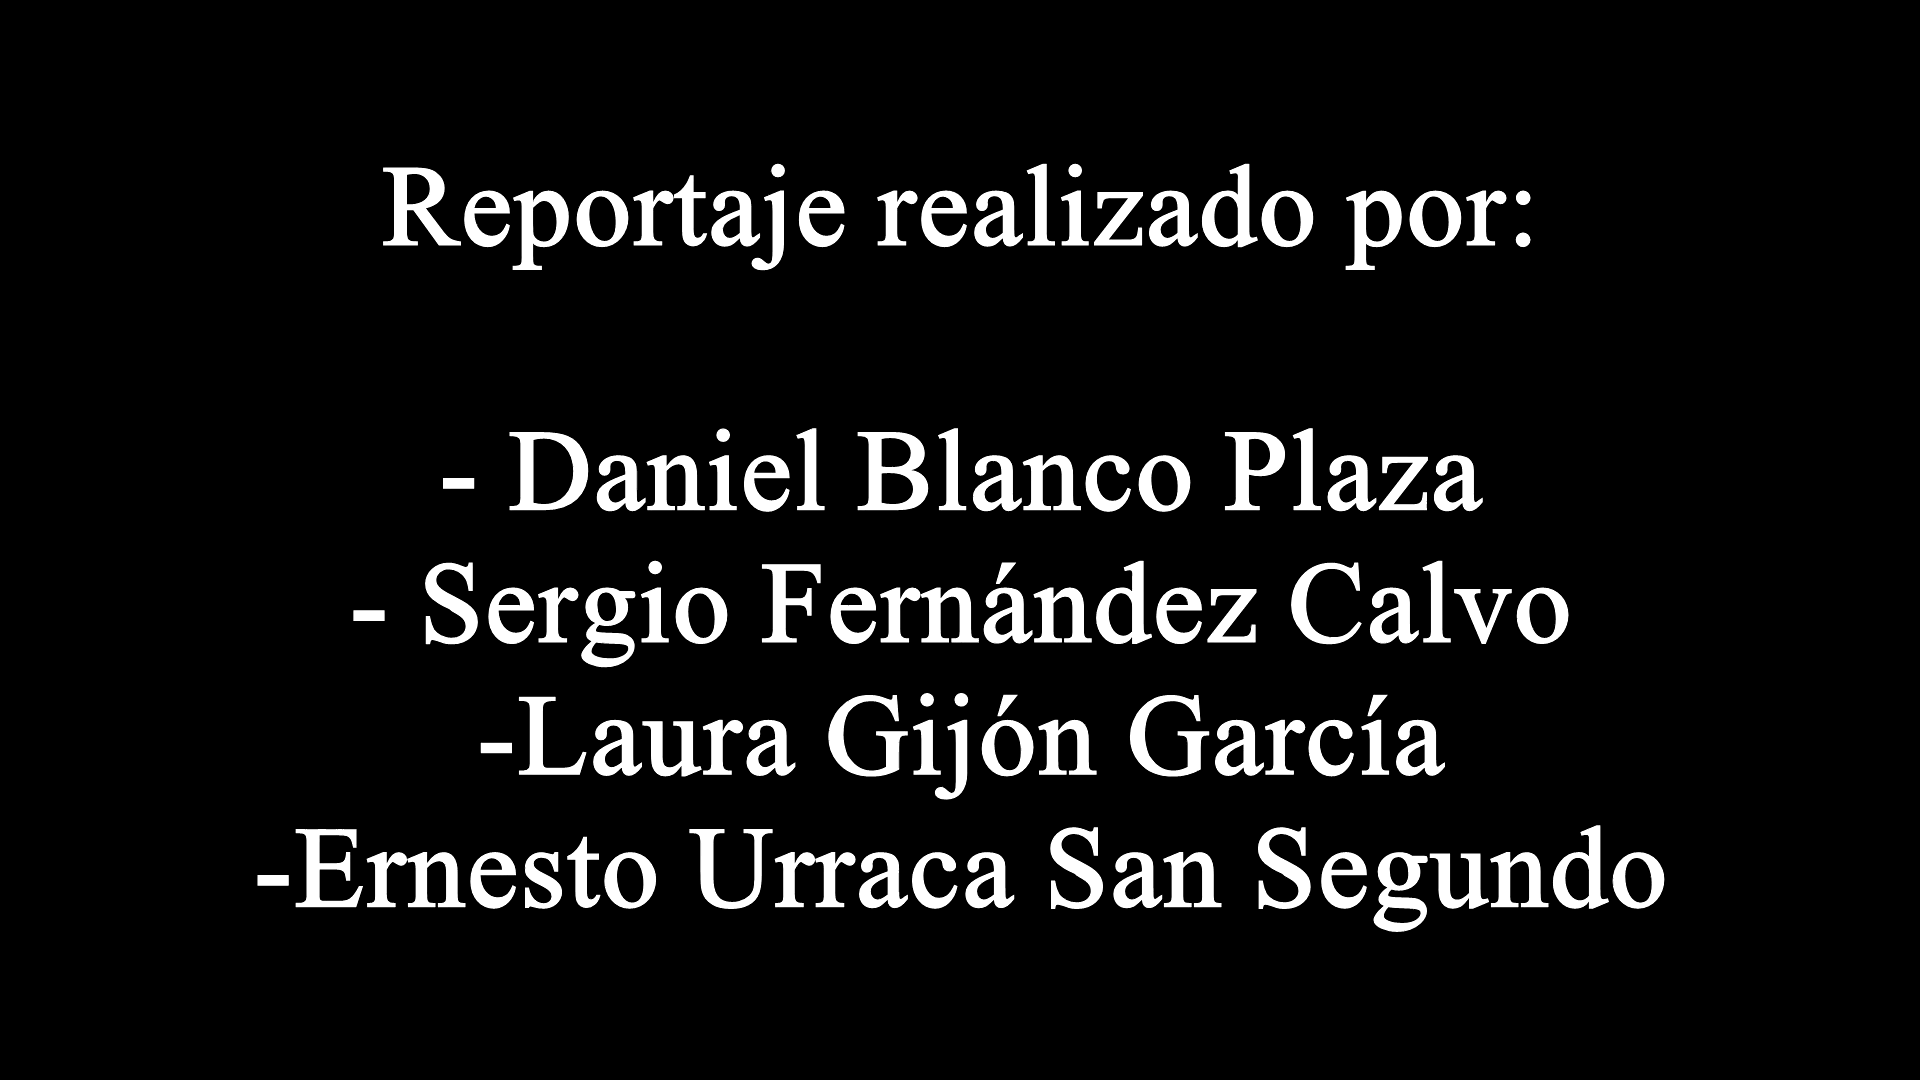 Reportaje realizado por:
- Daniel Blanco Plaza
- Sergio Fernández Calvo
-Laura Gijón García
-Ernesto Urraca San Segundo